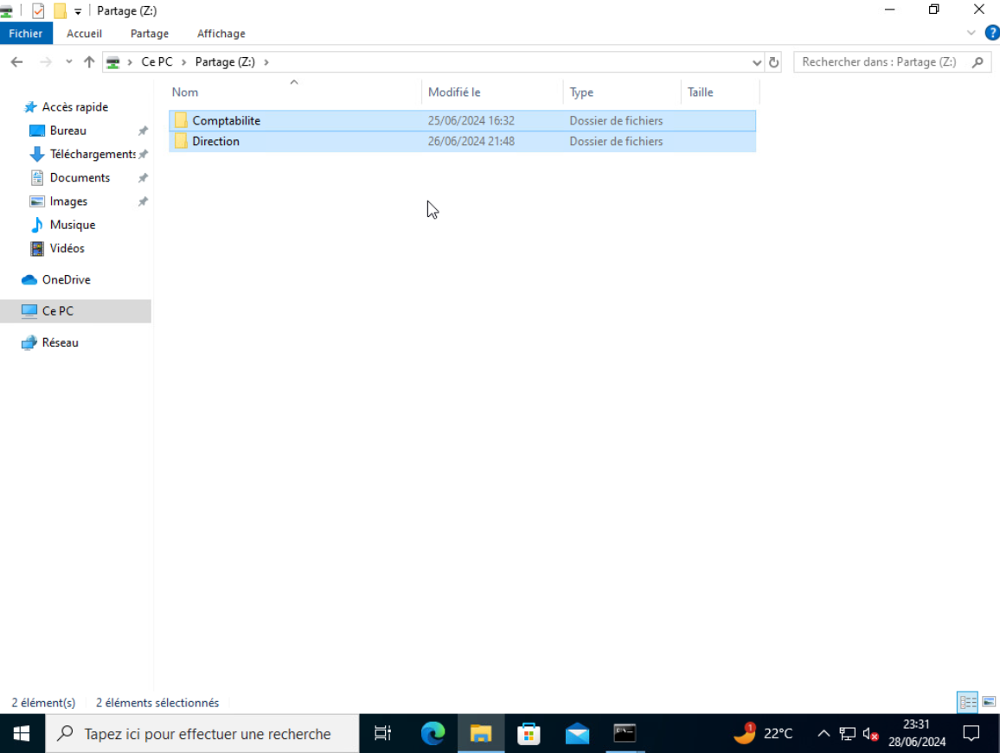 Partage (Z:)
Fichier Accueil Partage Affichage ?
Ce PC > Partage (Z:) > Rechercher dans : Partage (Z:)
Nom Modifié le Type Taille
Accès rapide
Bureau
Téléchargements
Documents
Images
Musique
Vidéos
OneDrive
Ce PC
Réseau
Comptabilite 25/06/2024 16:32 Dossier de fichiers
Direction 26/06/2024 21:48 Dossier de fichiers
2 élément(s) 2 éléments sélectionnés
Tapez ici pour effectuer une recherche 1 22°C 23:31
28/06/2024